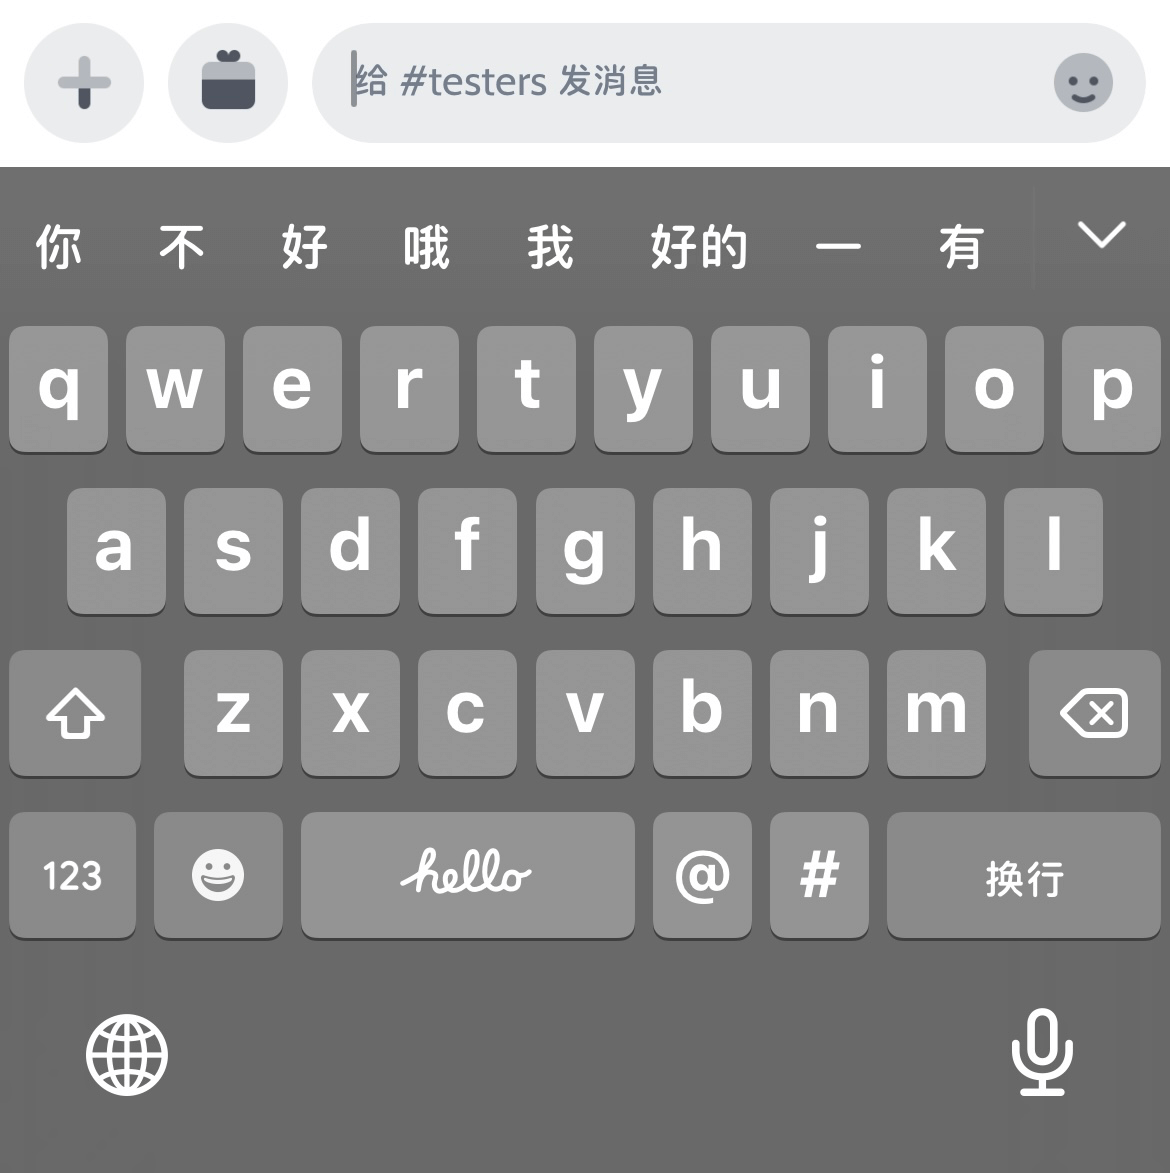 给 #testers 发消息
你 不 好 哦 我 好的 一 有
q w e r t y u i o p
a s d f g h j k l
z x c v b n m
123 hello @ # 换行